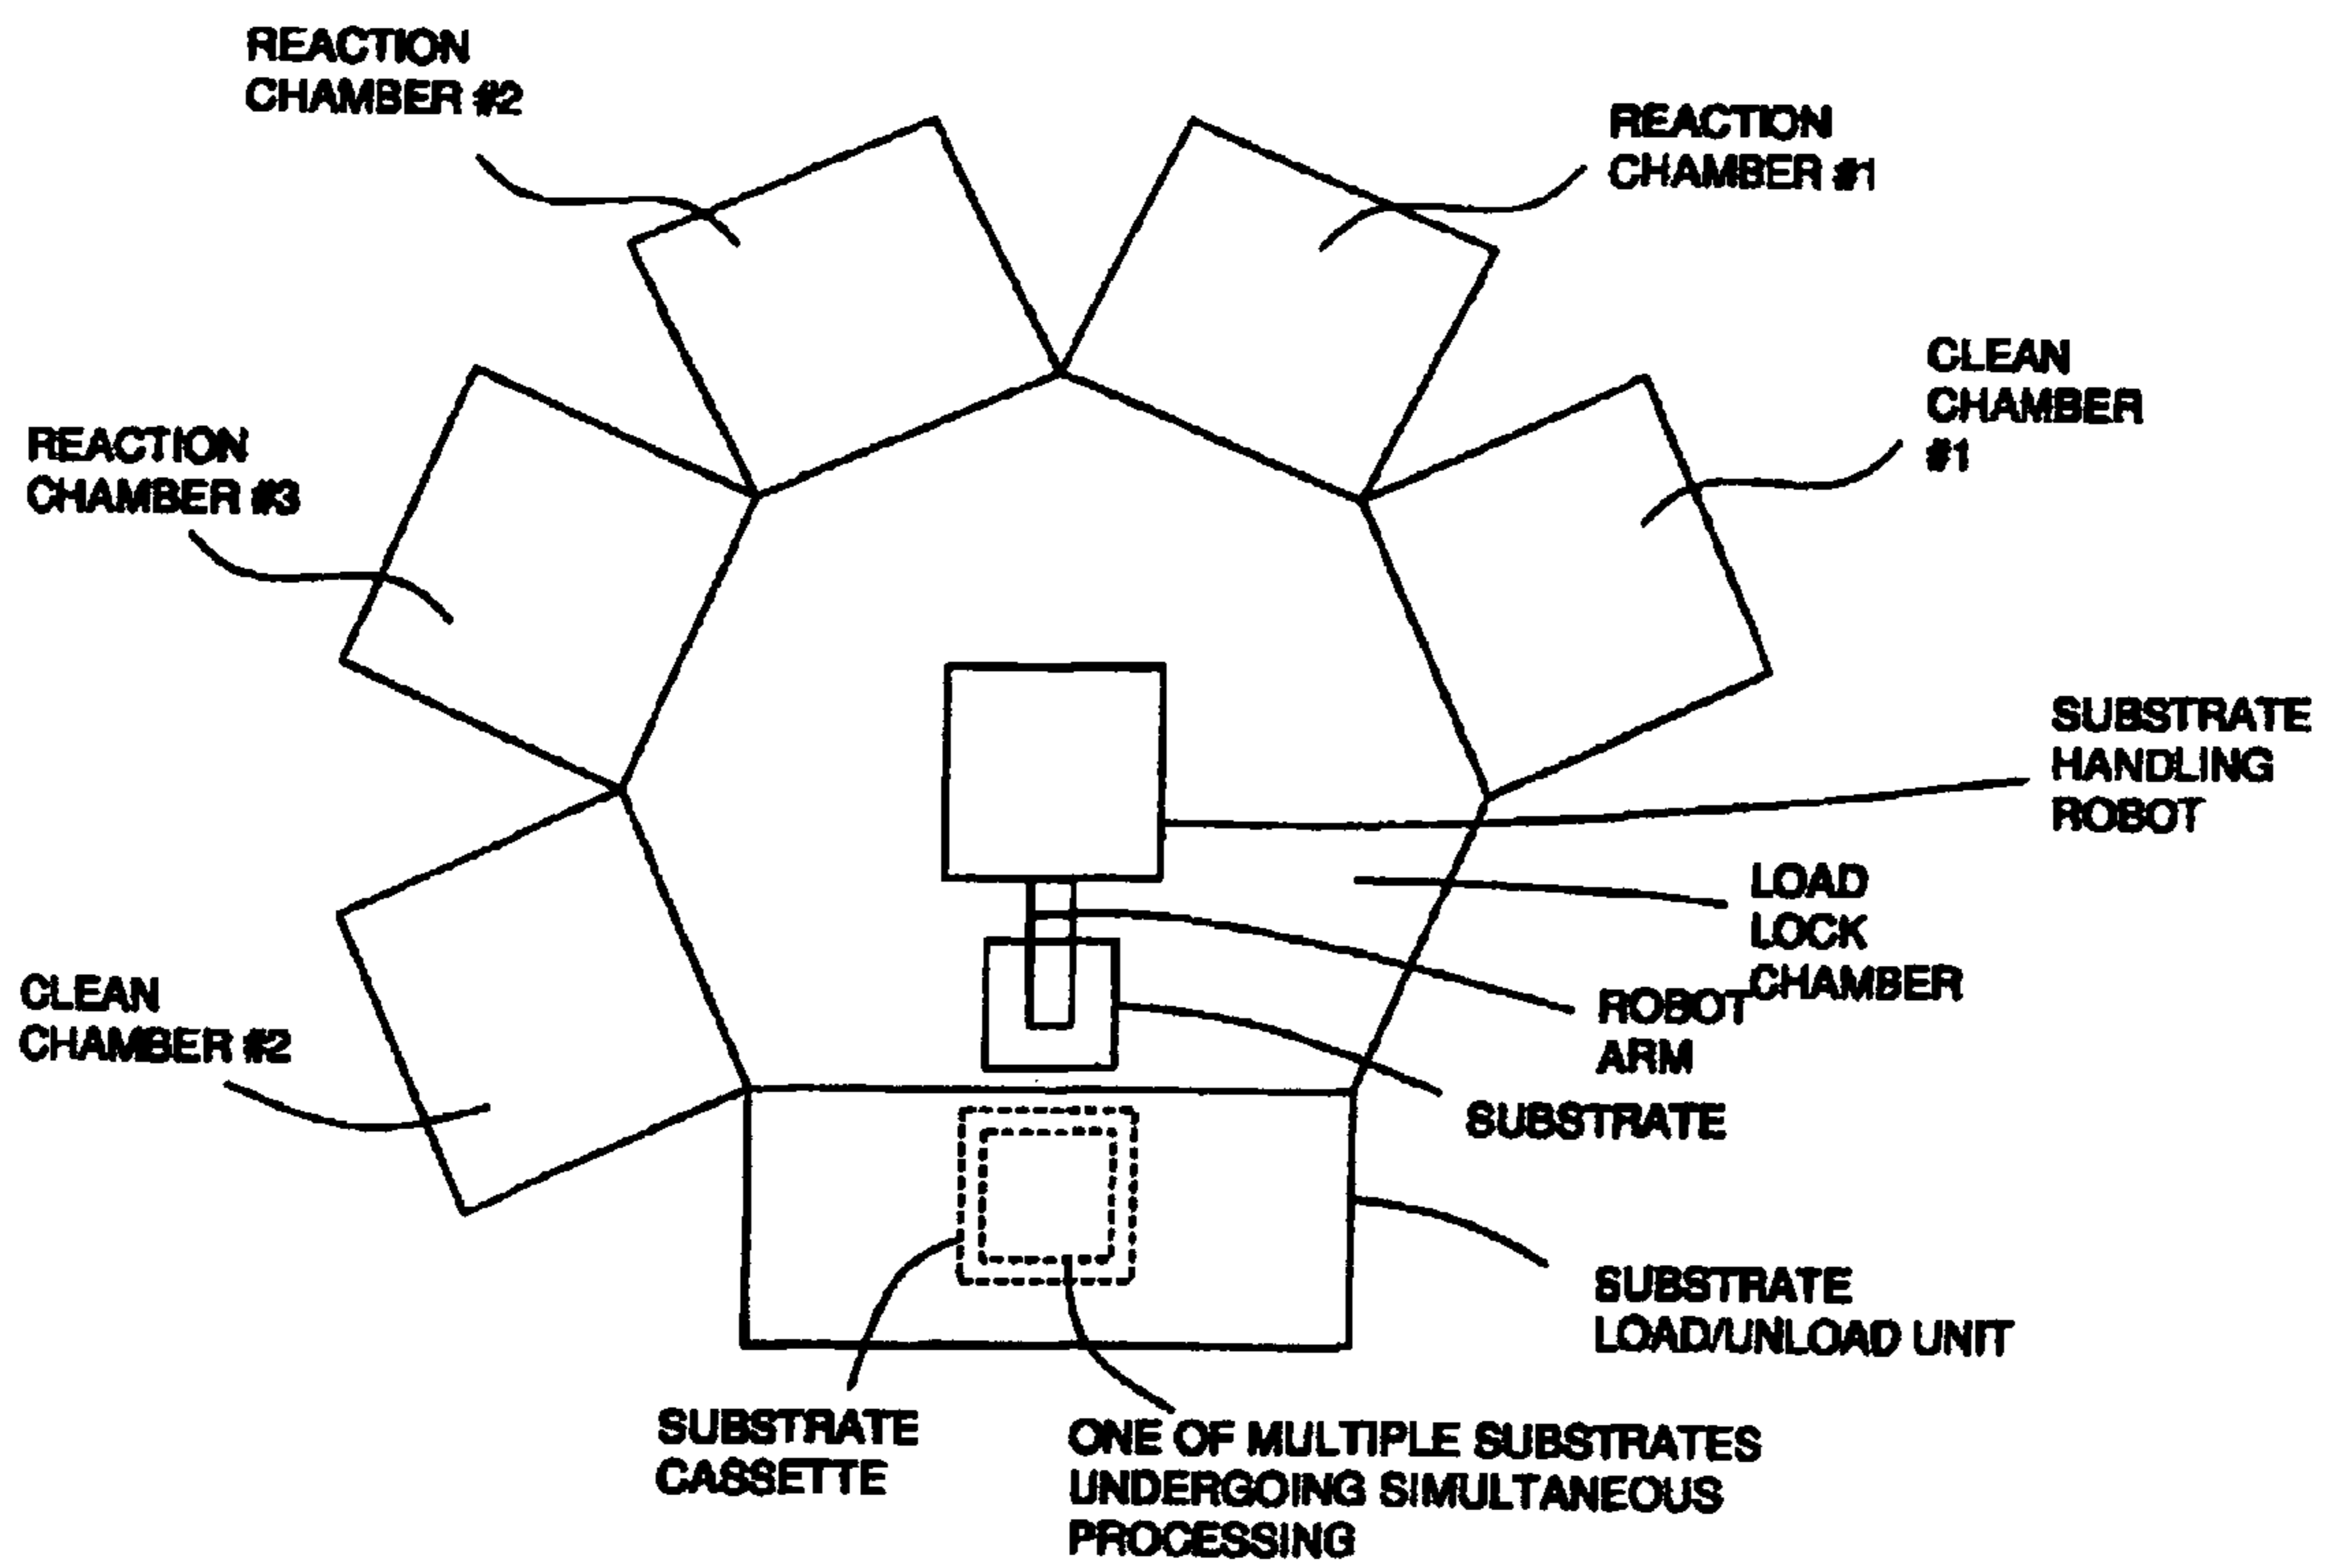 REACTION
CHAMBER #2
REACTION
CHAMBER #1
CLEAN
CHAMBER
#1
REACTION
CHAMBER #3
SUBSTRATE
HANDLING
ROBOT
LOAD
LOCK
CHAMBER
ROBOT
ARM
CLEAN
CHAMBER #2
SUBSTRATE
SUBSTRATE
LOAD/UNLOAD UNIT
SUBSTRATE
CASSETTE
ONE OF MULTIPLE SUBSTRATES
UNDERGOING SIMULTANEOUS
PROCESSING